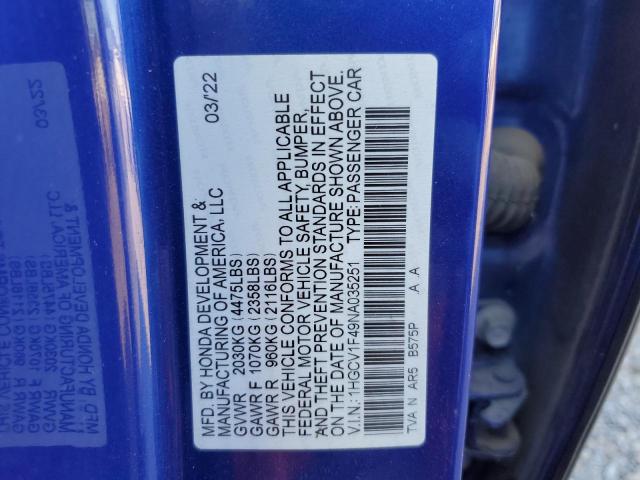 MFD. BY HONDA DEVELOPMENT & 03/22
MANUFACTURING OF AMERICA, LLC
GVWR 2030KG (4475LBS)
GAWR F 1070KG (2358LBS)
GAWR R 960KG (2116LBS)
THIS VEHICLE CONFORMS TO ALL APPLICABLE
FEDERAL MOTOR VEHICLE SAFETY, BUMPER,
AND THEFT PREVENTION STANDARDS IN EFFECT
ON THE DATE OF MANUFACTURE SHOWN ABOVE.
V.I.N.: 1HGCV1F49NA035251 TYPE: PASSENGER CAR
TVA N AR5 B575P A .A